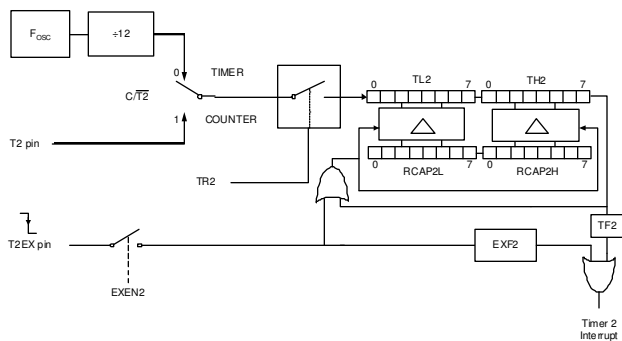 FOSC
÷12
0
TIMER
C/T2
1
COUNTER
T2 pin
TR2
0
TL2
7
0
TH2
7
0
7
0
7
RCAP2L
RCAP2H
TF2
T2EX pin
EXF2
EXEN2
Timer 2
Interrupt